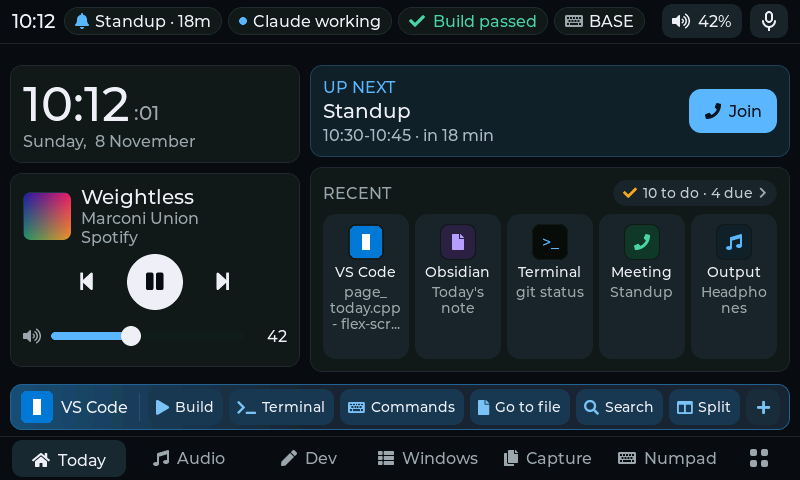 10:12 Standup · 18m Claude working Build passed BASE 42%
10:12 :01
Sunday, 8 November
UP NEXT
Standup
10:30-10:45 · in 18 min
Join
Weightless
Marconi Union
Spotify
42
RECENT
10 to do · 4 due
VS Code
page_
today.cpp
- flex-scr...
Obsidian
Today's
note
>_
Terminal
git status
Meeting
Standup
Output
Headpho
nes
VS Code Build Terminal Commands Go to file Search Split +
Today Audio Dev Windows Capture Numpad